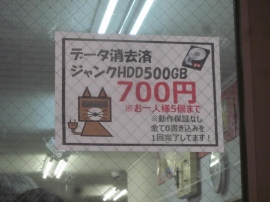 データ消去済
ジャンクHDD500GB
700円
※お一人様5個まで
※動作保証なし
全て0書き込みを
1回完了してます!